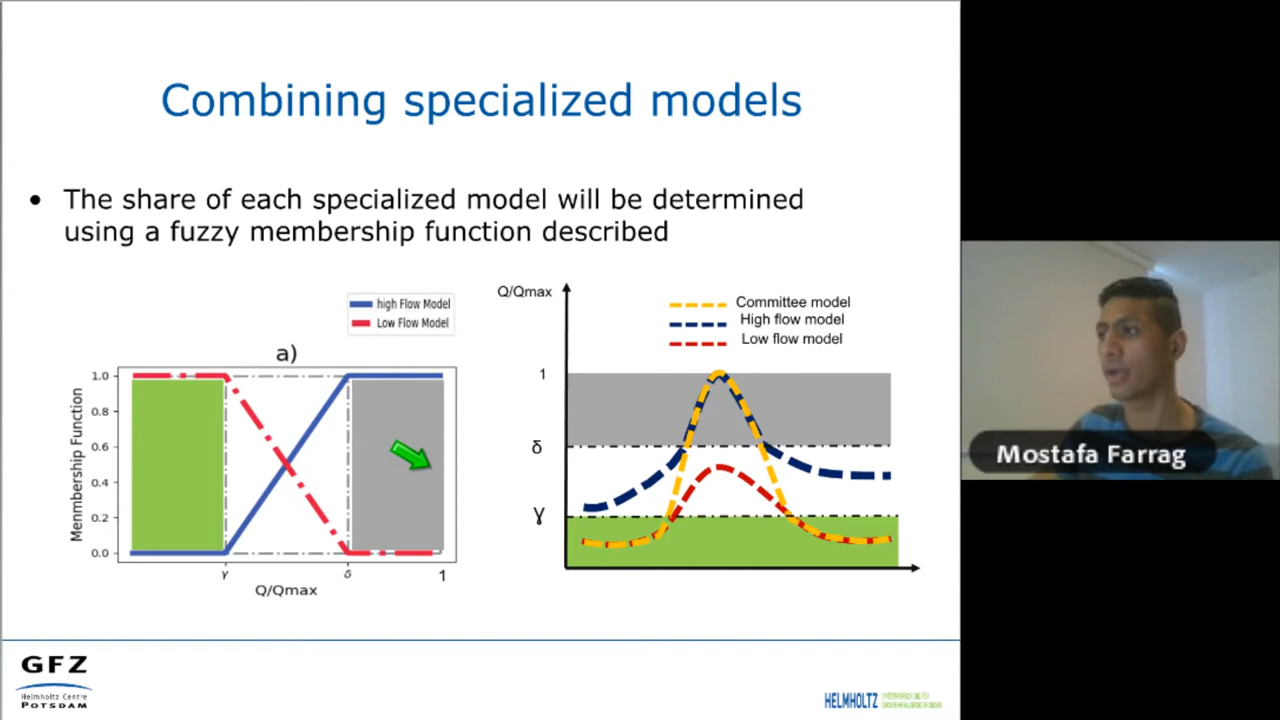 Combining specialized models
• The share of each specialized model will be determined
using a fuzzy membership function described
high Flow Model
Low Flow Model
a)
1.0
0.8
0.6
0.4
0.2
0.0
Menmbership Function
γ
δ
1
Q/Qmax
Q/Qmax
Committee model
High flow model
Low flow model
1
δ
γ
Mostafa Farrag
GFZ
Helmholtz Centre
POTSDAM
HELMHOLTZ